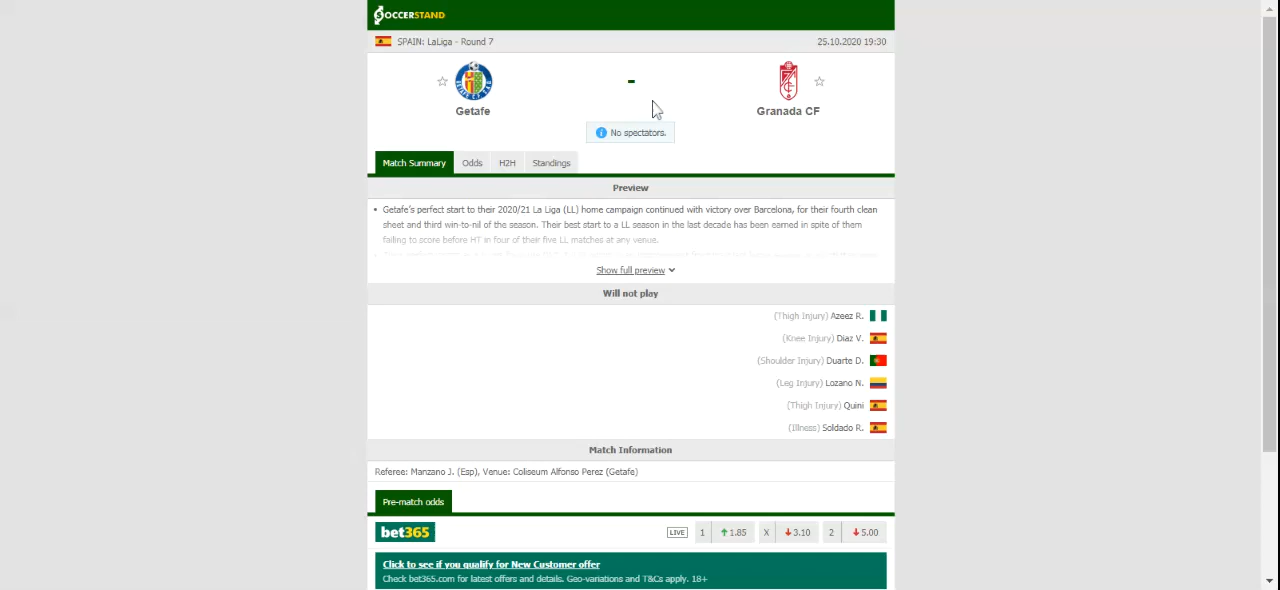 SOCCERSTAND
SPAIN: LaLiga - Round 7
25.10.2020 19:30
-
Getafe
Granada CF
No spectators.
Match Summary
Odds
H2H
Standings
Preview
• Getafe's perfect start to their 2020/21 La Liga (LL) home campaign continued with victory over Barcelona, for their fourth clean
sheet and third win-to-nil of the season. Their best start to a LL season in the last decade has been earned in spite of them
failing to score before HT in four of their five LL matches at any venue.
Show full preview
Will not play
(Thigh Injury) Azeez R.
(Knee Injury) Diaz V.
(Shoulder Injury) Duarte D.
(Leg Injury) Lozano N.
(Thigh Injury) Quini
(Illness) Soldado R.
Match Information
Referee: Manzano J. (Esp), Venue: Coliseum Alfonso Perez (Getafe)
Pre-match odds
bet365
LIVE
1 1.85
X 3.10
2 5.00
Click to see if you qualify for New Customer offer
Check bet365.com for latest offers and details. Geo-variations and T&Cs apply. 18+